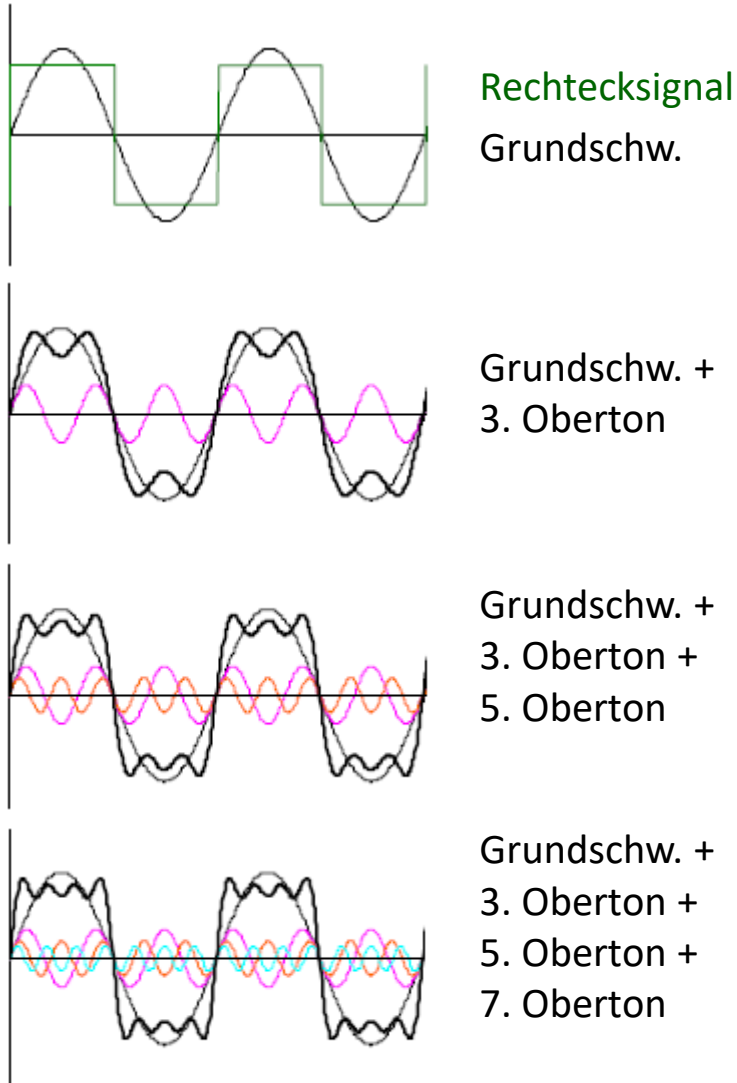 Rechtecksignal
Grundschw.
Grundschw. +
3. Oberton
Grundschw. +
3. Oberton +
5. Oberton
Grundschw. +
3. Oberton +
5. Oberton +
7. Oberton